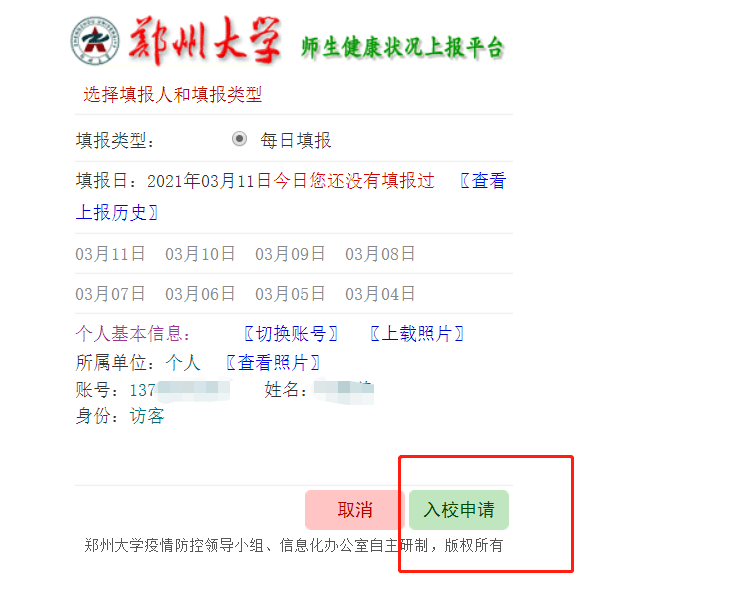 郑州大学 师生健康状况上报平台
选择填报人和填报类型
填报类型： 每日填报
填报日：2021年03月11日今日您还没有填报过 〖查看
上报历史〗
03月11日 03月10日 03月09日 03月08日
03月07日 03月06日 03月05日 03月04日
个人基本信息： 〖切换账号〗 〖上载照片〗
所属单位：个人 〖查看照片〗
账号：137 姓名：
身份：访客
取消 入校申请
郑州大学疫情防控领导小组、信息化办公室自主研制，版权所有